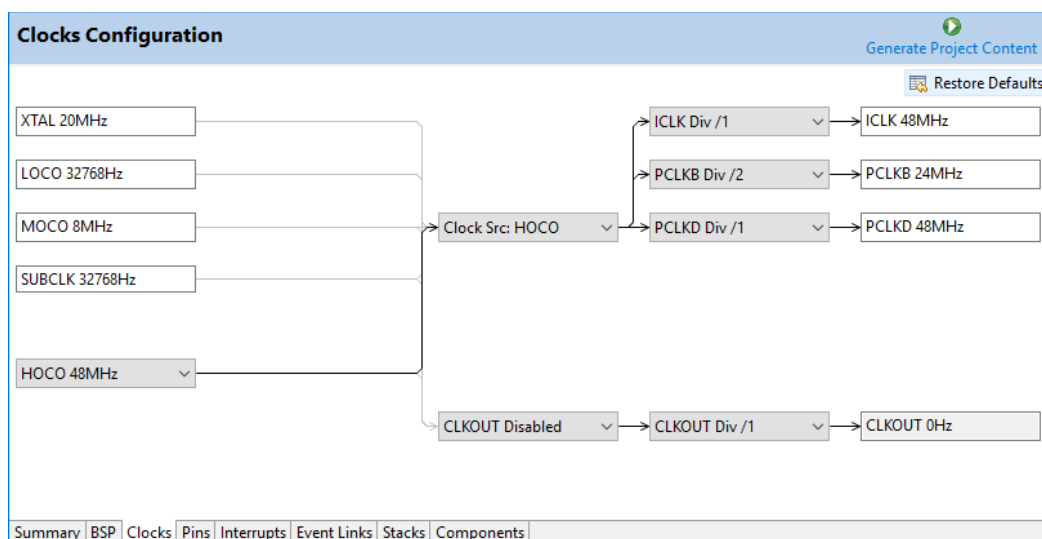 Clocks Configuration
Generate Project Content
Restore Defaults
XTAL 20MHz
ICLK Div /1
ICLK 48MHz
LOCO 32768Hz
PCLKB Div /2
PCLKB 24MHz
MOCO 8MHz
Clock Src: HOCO
PCLKD Div /1
PCLKD 48MHz
SUBCLK 32768Hz
HOCO 48MHz
CLKOUT Disabled
CLKOUT Div /1
CLKOUT 0Hz
Summary BSP Clocks Pins Interrupts Event Links Stacks Components